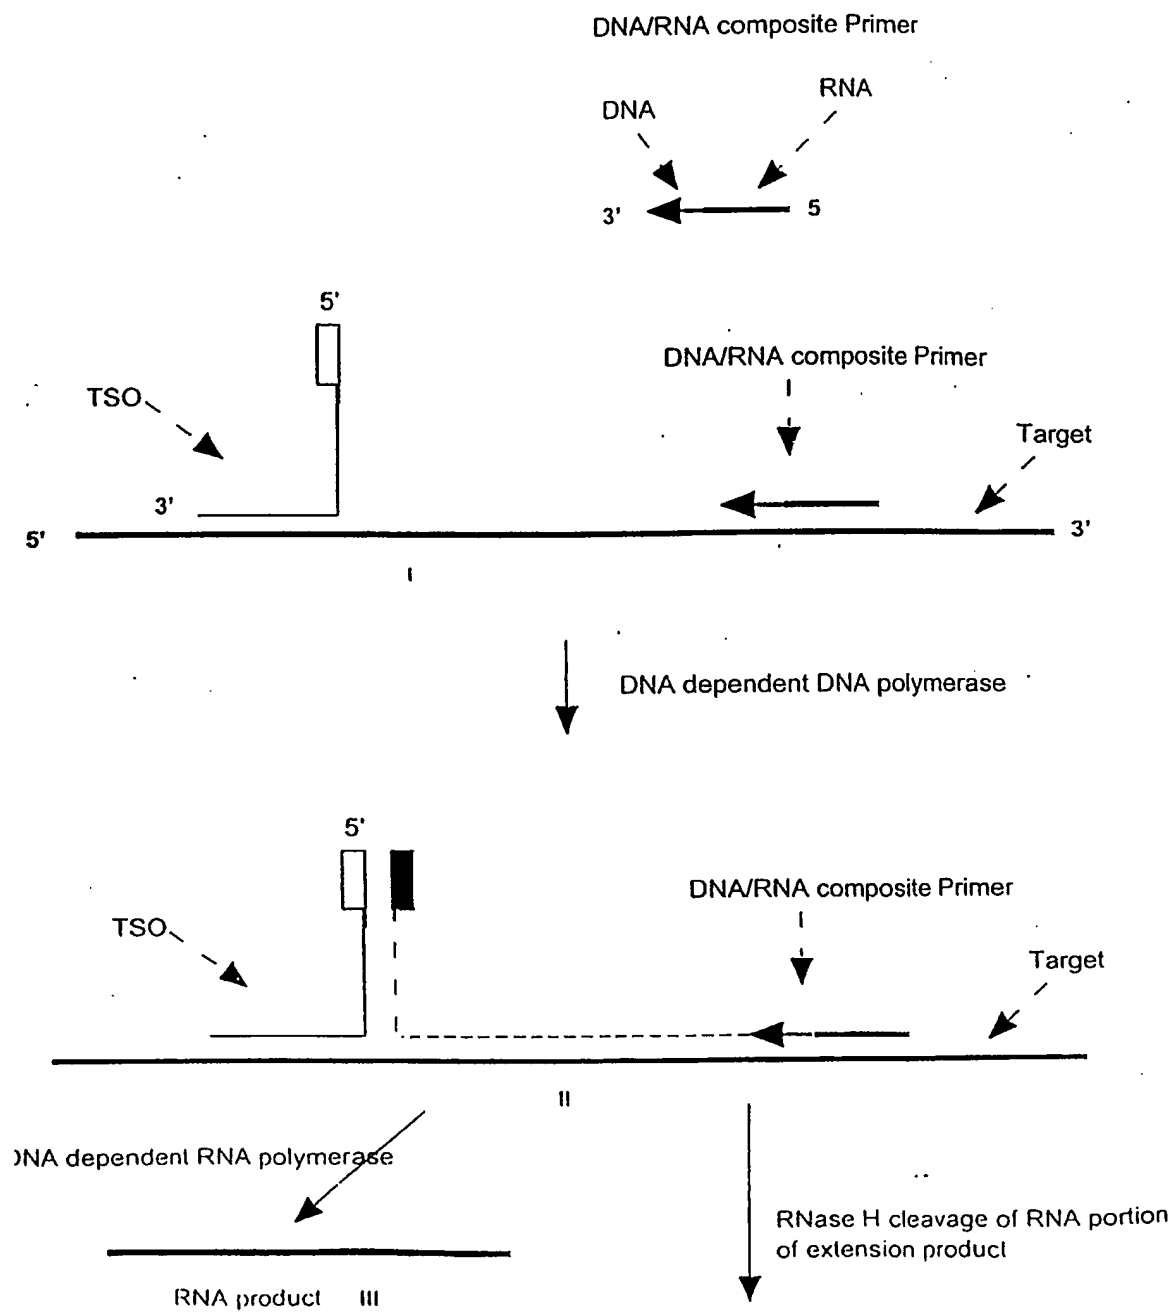 DNA/RNA composite Primer
RNA
DNA
3'
5
5'
DNA/RNA composite Primer
TSO
Target
3'
5'
3'
I
DNA dependent DNA polymerase
5'
DNA/RNA composite Primer
TSO
Target
II
NA dependent RNA polymerase
RNase H cleavage of RNA portion
of extension product
RNA product III